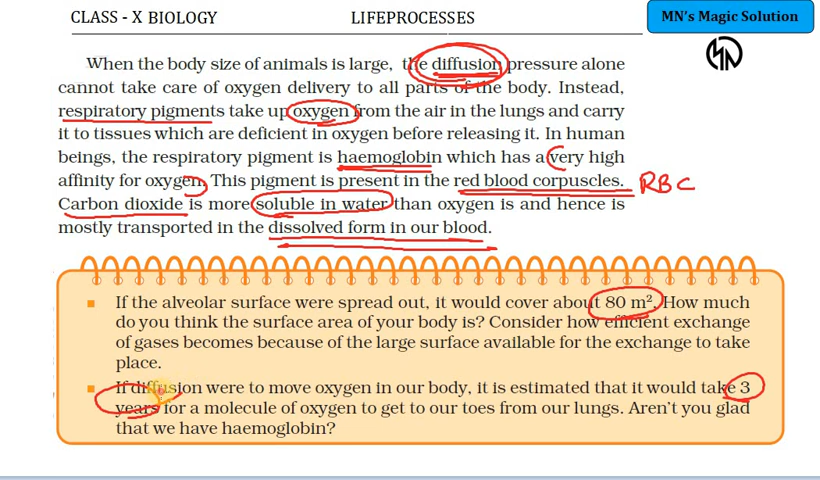 CLASS - X BIOLOGY
LIFEPROCESSES
MN's Magic Solution
When the body size of animals is large, the diffusion pressure alone
cannot take care of oxygen delivery to all parts of the body. Instead,
respiratory pigments take up oxygen from the air in the lungs and carry
it to tissues which are deficient in oxygen before releasing it. In human
beings, the respiratory pigment is haemoglobin which has a very high
affinity for oxygen. This pigment is present in the red blood corpuscles. RBC
Carbon dioxide is more soluble in water than oxygen is and hence is
mostly transported in the dissolved form in our blood.
If the alveolar surface were spread out, it would cover about 80 m². How much
do you think the surface area of your body is? Consider how efficient exchange
of gases becomes because of the large surface available for the exchange to take
place.
If diffusion were to move oxygen in our body, it is estimated that it would take 3
years for a molecule of oxygen to get to our toes from our lungs. Aren't you glad
that we have haemoglobin?